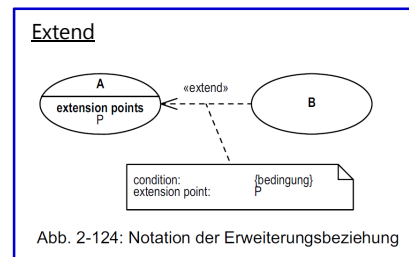 Extend
A
«extend»
extension points
P
B
condition: {bedingung}
extension point: P
Abb. 2-124: Notation der Erweiterungsbeziehung